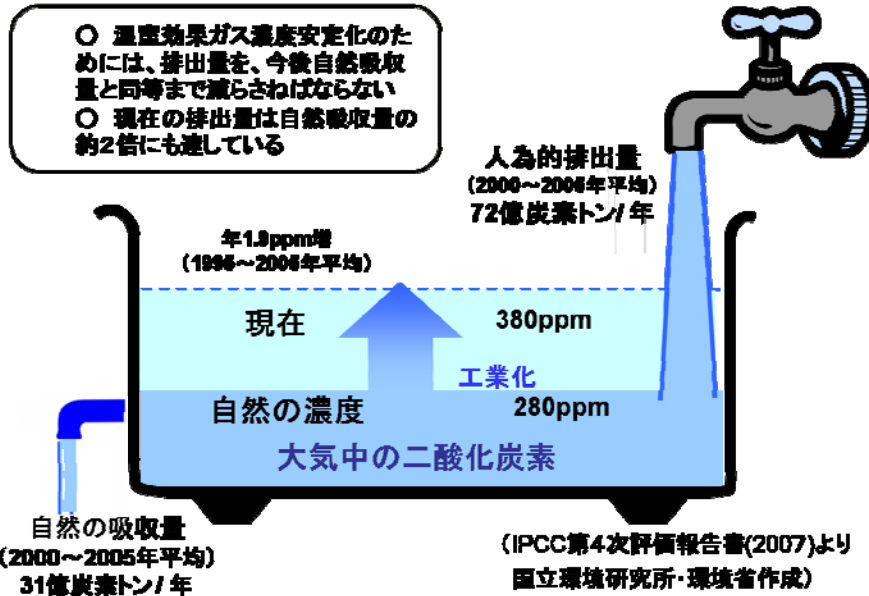 ○ 温室効果ガス濃度安定化のた
めには、排出量を、今後自然吸収
量と同等まで減らさねばならない
○ 現在の排出量は自然吸収量の
約2倍にも達している
人為的排出量
(2000～2005年平均)
72億炭素トン/年
年1.9ppm増
(1995～2005年平均)
現在
380ppm
工業化
自然の濃度
280ppm
大気中の二酸化炭素
自然の吸収量
(2000～2005年平均)
31億炭素トン/年
(IPCC第4次評価報告書(2007)より
国立環境研究所・環境省作成)